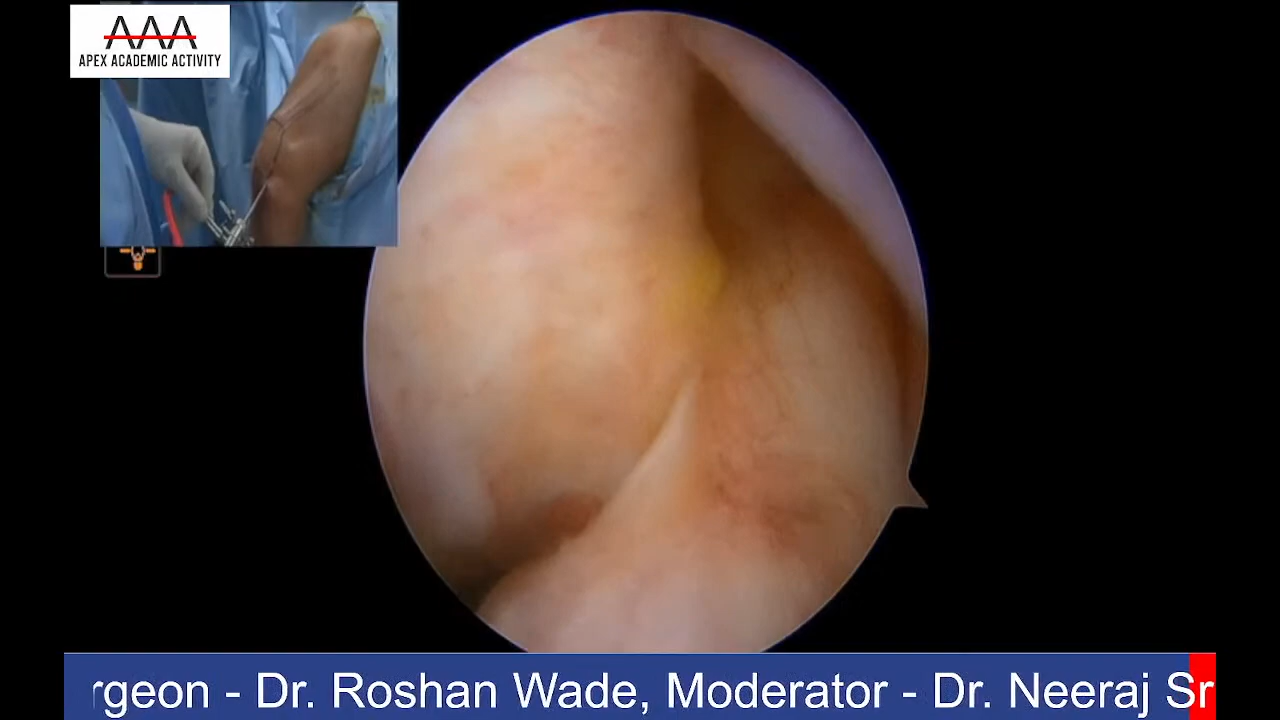 AAA
APEX ACADEMIC ACTIVITY
rgeon - Dr. Roshan Wade, Moderator - Dr. Neeraj Sr